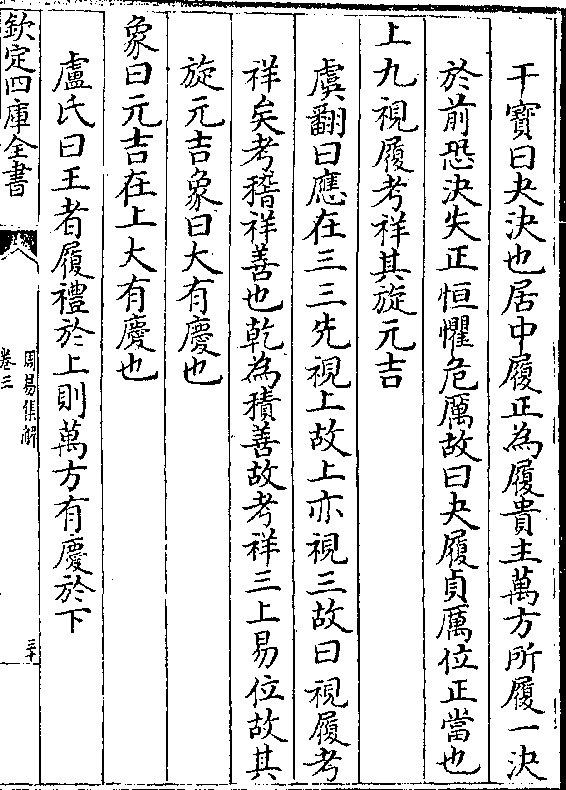 干寳曰夬決也居中履正為履貴主萬方所履一決
於前恐決失正恒懼危厲故曰夬履貞厲位正當也
上九視履考祥其旋元吉
虞翻曰應在三三先視上故上亦視三故曰視履考
祥矣考稽祥善也乾為積善故考祥三上易位故其
旋元吉象曰大有慶也
象曰元吉在上大有慶也
盧氏曰王者履禮於上則萬方有慶於下
欽定四庫全書
周易集解
卷三
三十